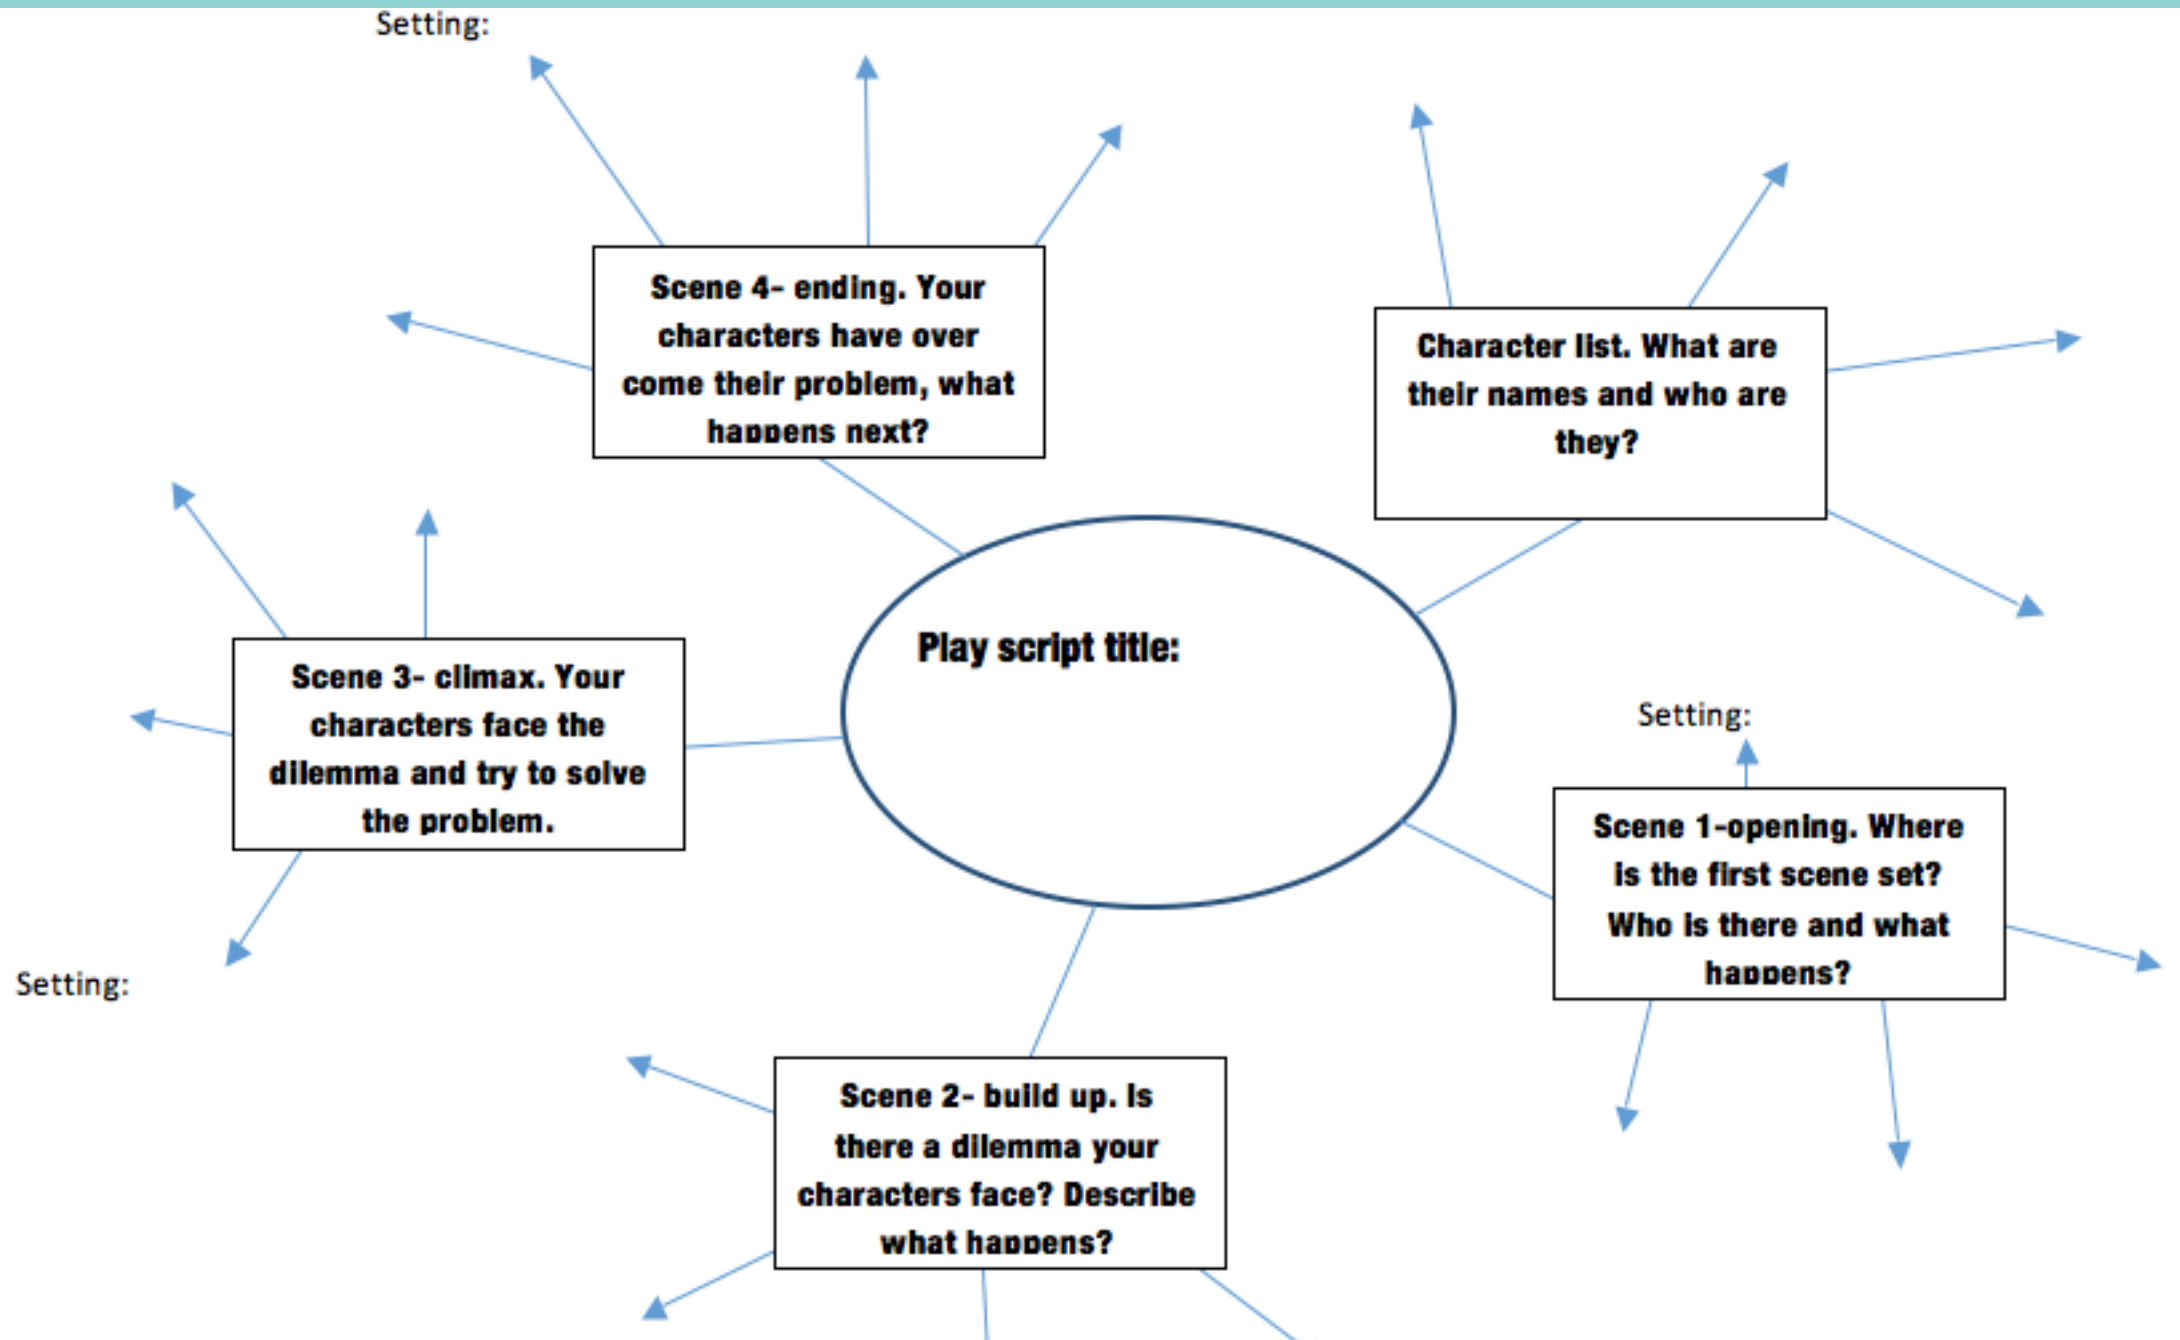 Setting:
Scene 4- ending. Your
characters have over
come their problem, what
happens next?
Character list. What are
their names and who are
they?
Scene 3- climax. Your
characters face the
dilemma and try to solve
the problem.
Play script title:
Setting:
Scene 1-opening. Where
is the first scene set?
Who is there and what
happens?
Setting:
Scene 2- build up. Is
there a dilemma your
characters face? Describe
what happens?